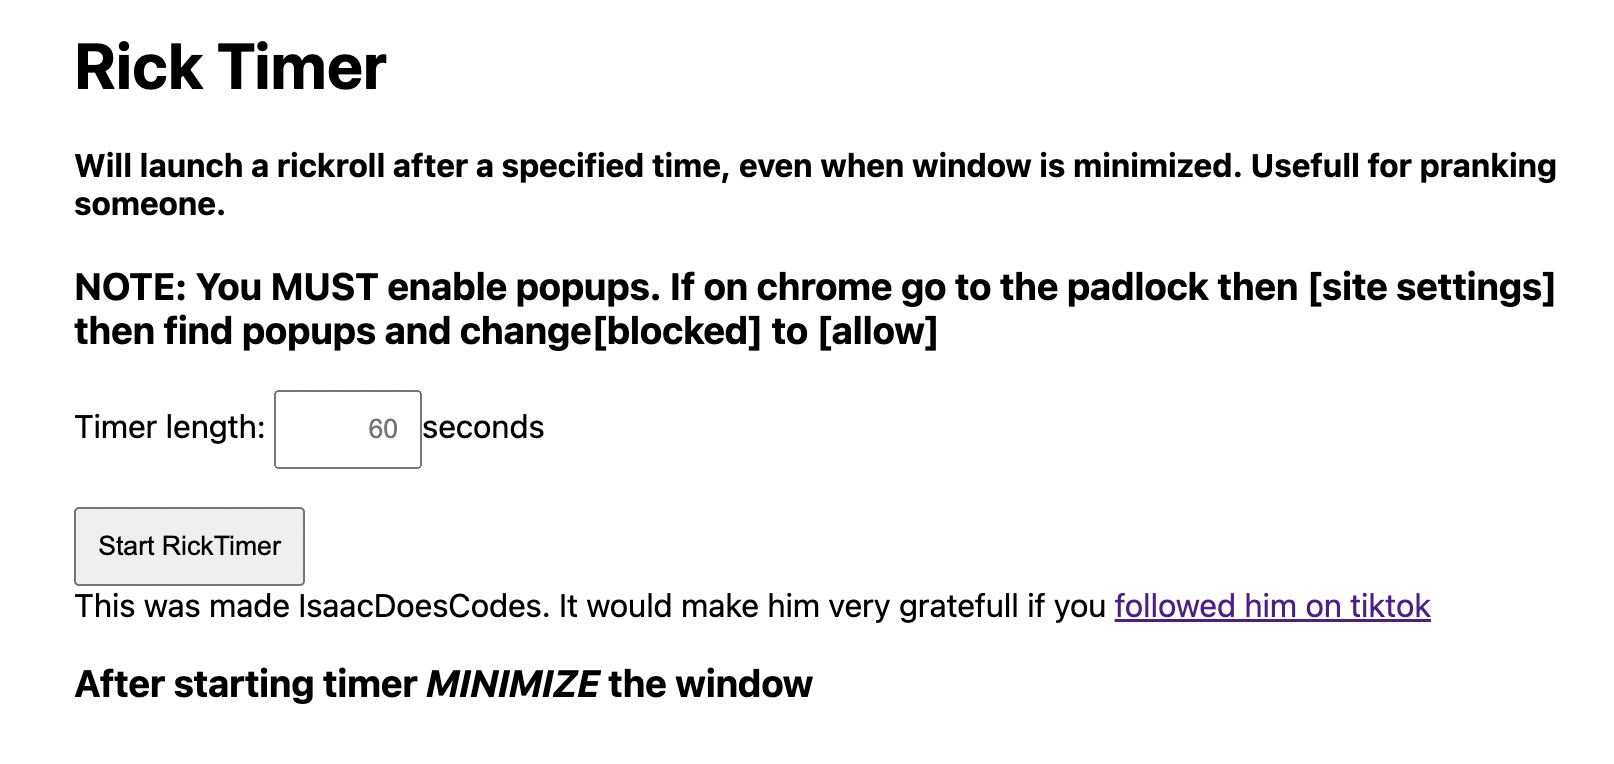 Rick Timer
Will launch a rickroll after a specified time, even when window is minimized. Usefull for pranking
someone.
NOTE: You MUST enable popups. If on chrome go to the padlock then [site settings]
then find popups and change[blocked] to [allow]
Timer length: 60 seconds
Start RickTimer
This was made IsaacDoesCodes. It would make him very gratefull if you followed him on tiktok
After starting timer MINIMIZE the window